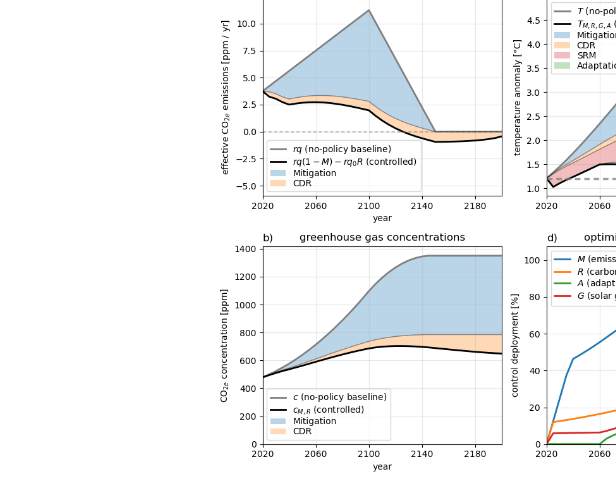 10.0
7.5
5.0
2.5
0.0
−2.5
−5.0
effective CO2e emissions [ppm / yr]
rq (no-policy baseline)
rq(1 − M) − rq0R (controlled)
Mitigation
CDR
2020 2060 2100 2140 2180
year
T (no-pol
TM, R, G, A (
Mitigation
CDR
SRM
Adaptatio
4.5
4.0
3.5
3.0
2.5
2.0
1.5
1.0
temperature anomaly [°C]
2020 2060
b) greenhouse gas concentrations
1400
1200
1000
800
600
400
200
0
CO2e concentration [ppm]
c (no-policy baseline)
cM, R (controlled)
Mitigation
CDR
2020 2060 2100 2140 2180
year
d) optimi
M (emiss
R (carbon
A (adapt
G (solar g
100
80
60
40
20
0
control deployment [%]
2020 2060